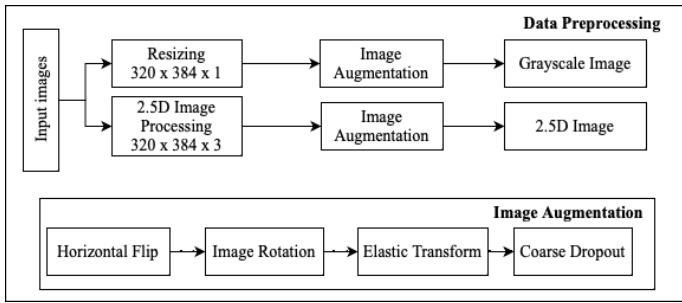 Data Preprocessing
Input images
Resizing
320 x 384 x 1
Image
Augmentation
Grayscale Image
2.5D Image
Processing
320 x 384 x 3
Image
Augmentation
2.5D Image
Image Augmentation
Horizontal Flip
Image Rotation
Elastic Transform
Coarse Dropout